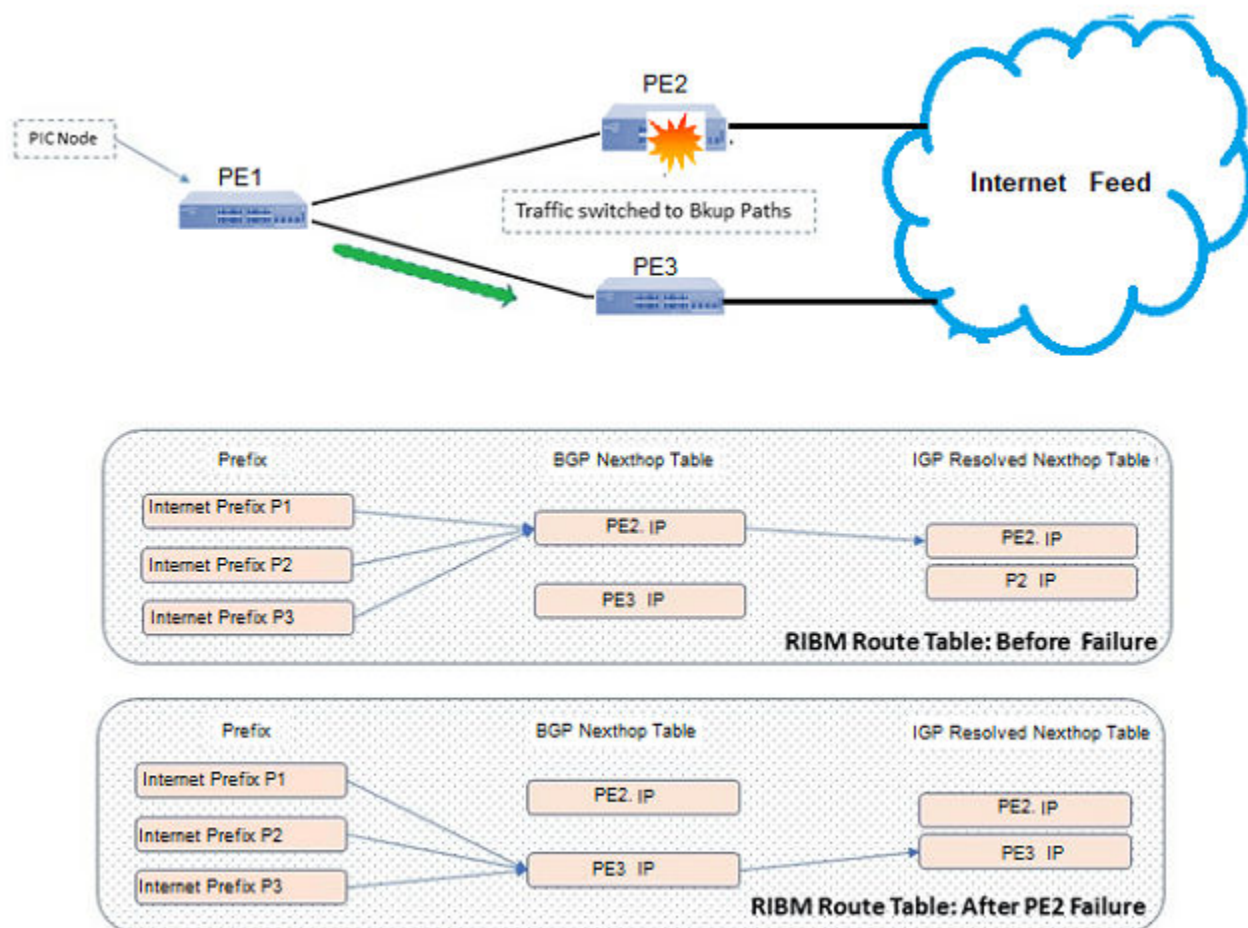 PE2
PIC Node
PE1
Internet Feed
Traffic switched to Bkup Paths
PE3
Prefix
BGP Nexthop Table
IGP Resolved Nexthop Table
Internet Prefix P1
PE2. IP
PE2. IP
Internet Prefix P2
P2 IP
Internet Prefix P3
PE3 IP
RIBM Route Table: Before Failure
Prefix
BGP Nexthop Table
IGP Resolved Nexthop Table
Internet Prefix P1
PE2. IP
PE2. IP
Internet Prefix P2
PE3 IP
PE3 IP
Internet Prefix P3
RIBM Route Table: After PE2 Failure